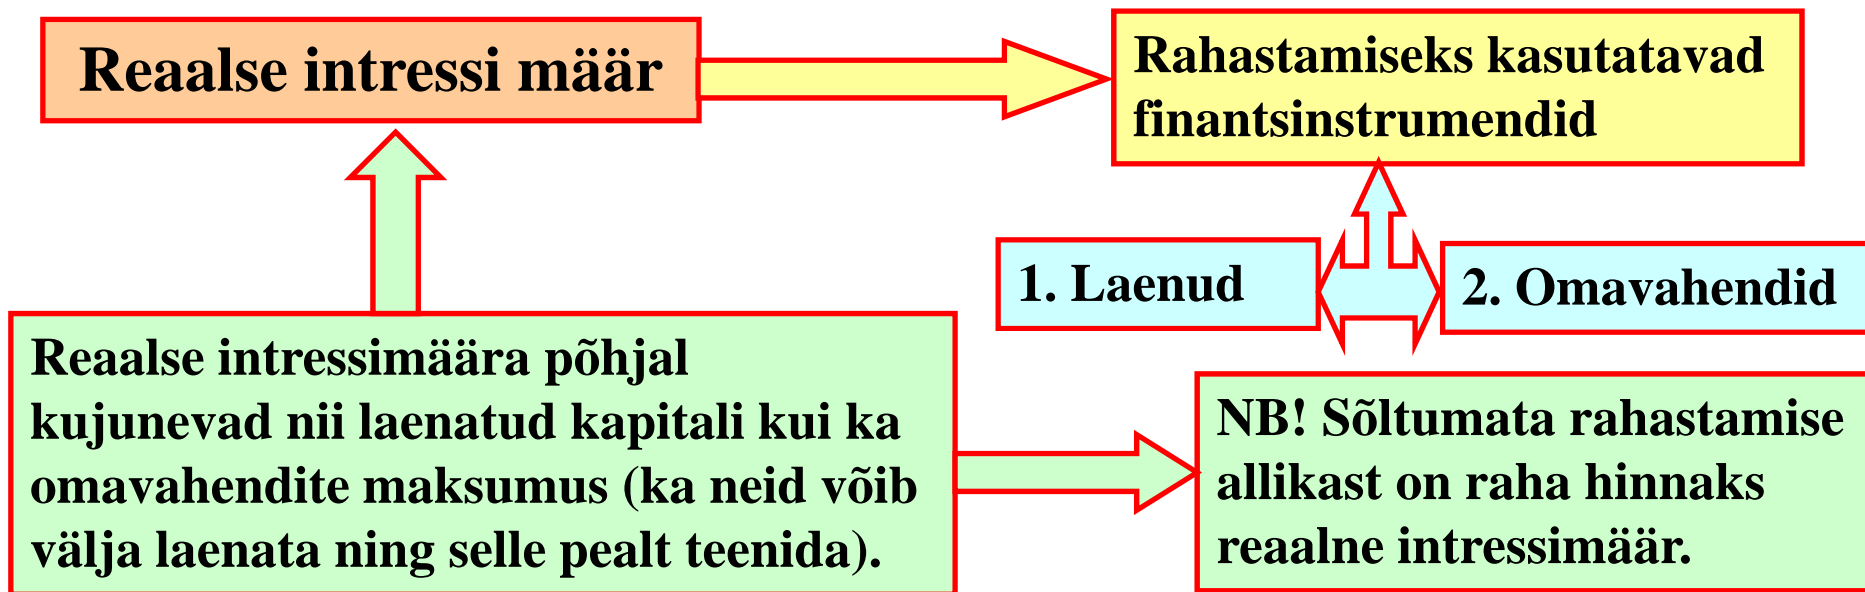 Reaalse intressi määr
Rahastamiseks kasutatavad
finantsinstrumendid
1. Laenud
2. Omavahendid
Reaalse intressimäära põhjal
kujunevad nii laenatud kapitali kui ka
omavahendite maksumus (ka neid võib
välja laenata ning selle pealt teenida).
NB! Sõltumata rahastamise
allikast on raha hinnaks
reaalne intressimäär.